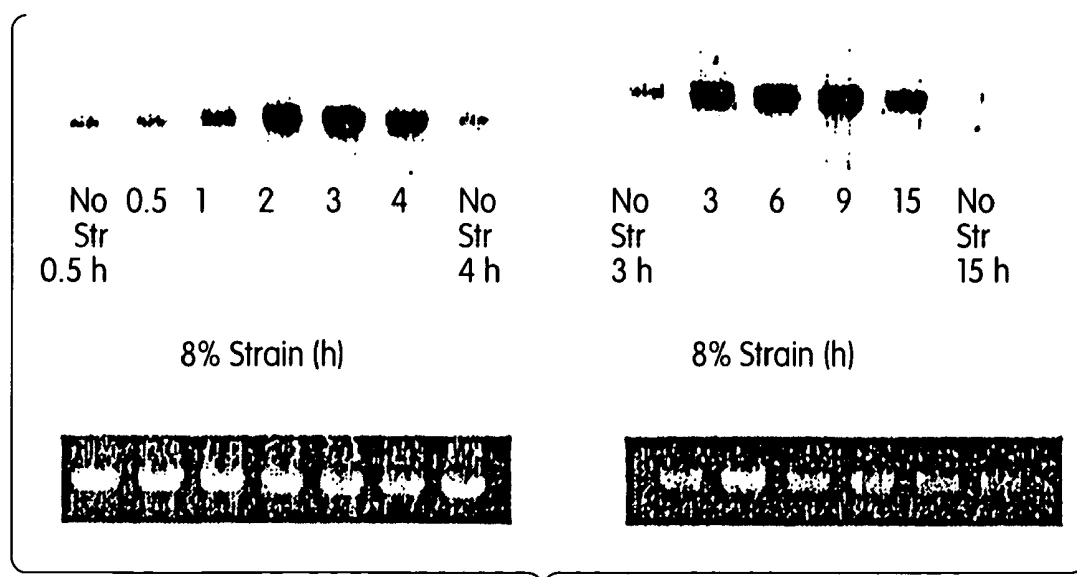 No 0.5 1 2 3 4 No
Str Str
0.5 h 4 h
8% Strain (h)
No 3 6 9 15 No
Str Str
3 h 15 h
8% Strain (h)